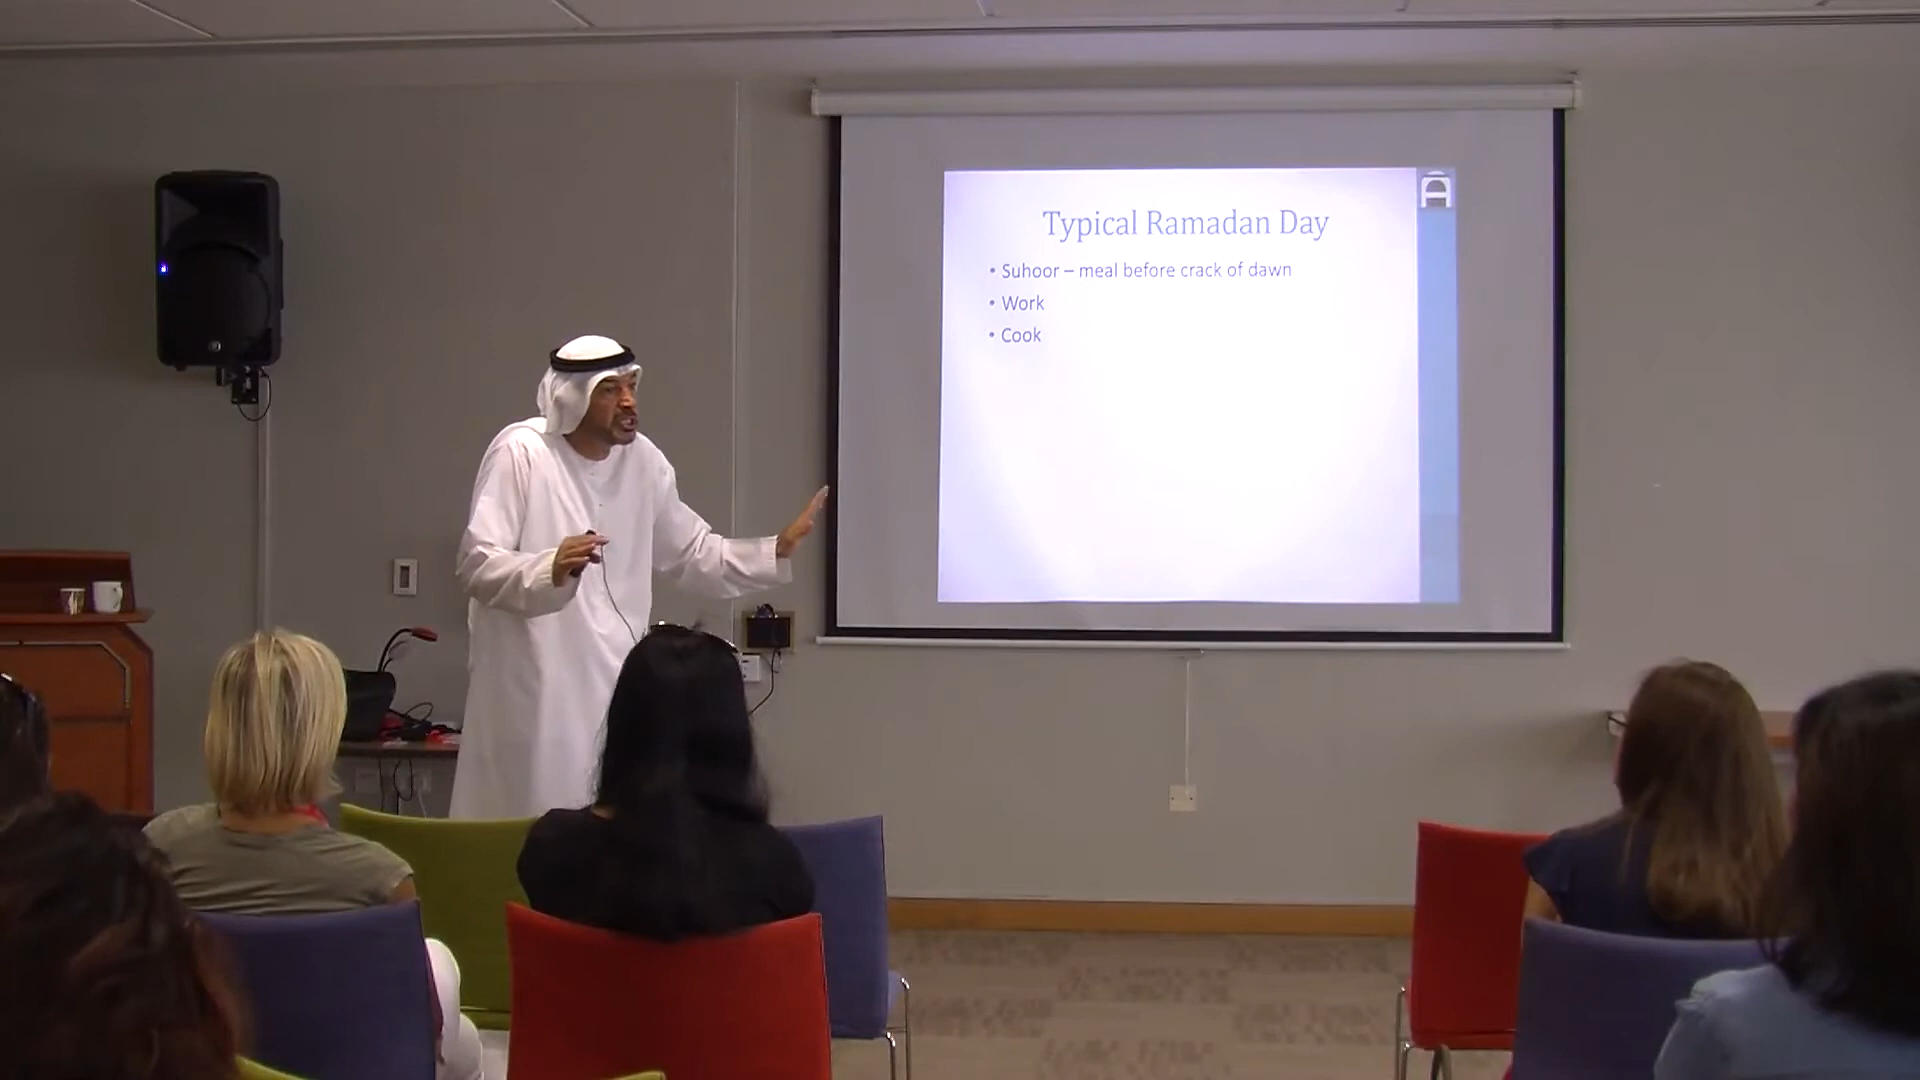 Typical Ramadan Day
• Suhoor – meal before crack of dawn
• Work
• Cook